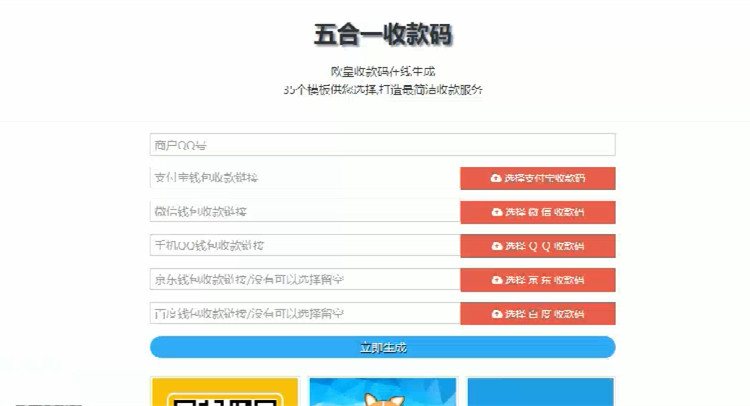 五合一收款码
欧皇收款码在线生成
35个模板供您选择,打造最简洁收款服务
商户QQ号
支付宝钱包收款链接
选择支付宝收款码
微信钱包收款链接
选择 微 信 收款码
手机QQ钱包收款链接
选择 Q Q 收款码
京东钱包收款链接/没有可以选择留空
选择 京 东 收款码
百度钱包收款链接/没有可以选择留空
选择 百 度 收款码
立即生成